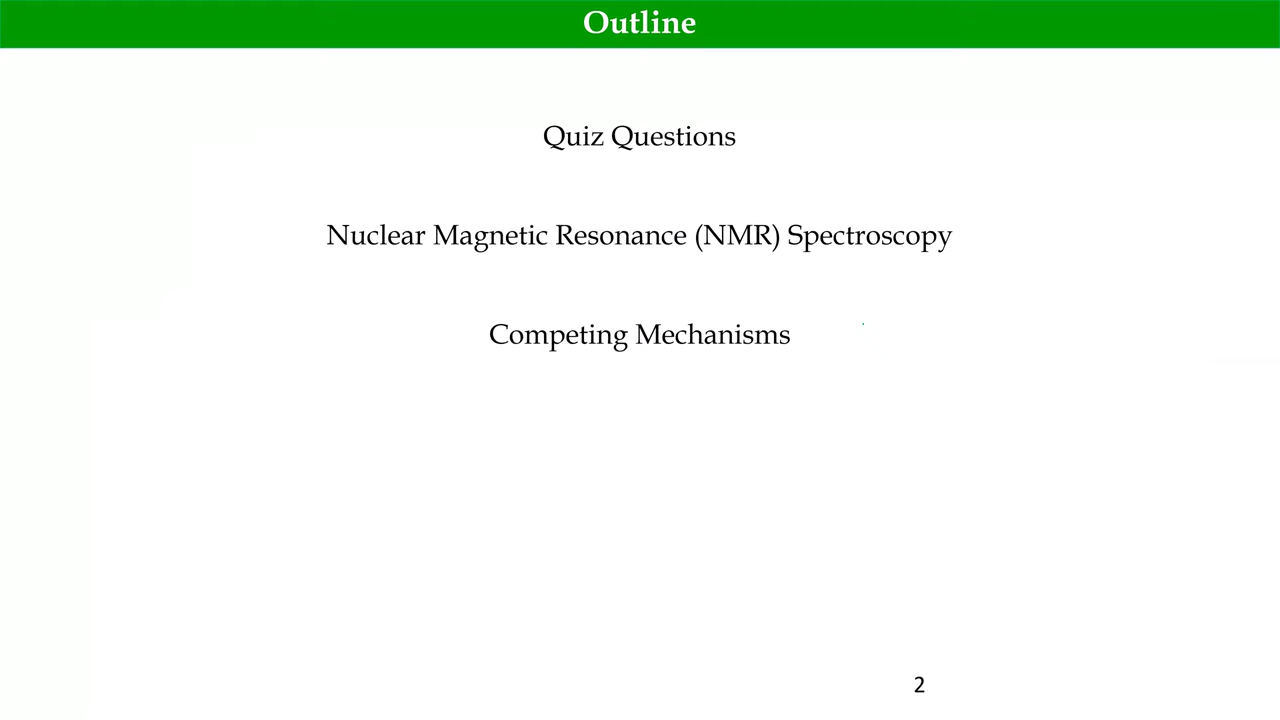 Outline
Quiz Questions
Nuclear Magnetic Resonance (NMR) Spectroscopy
Competing Mechanisms
2